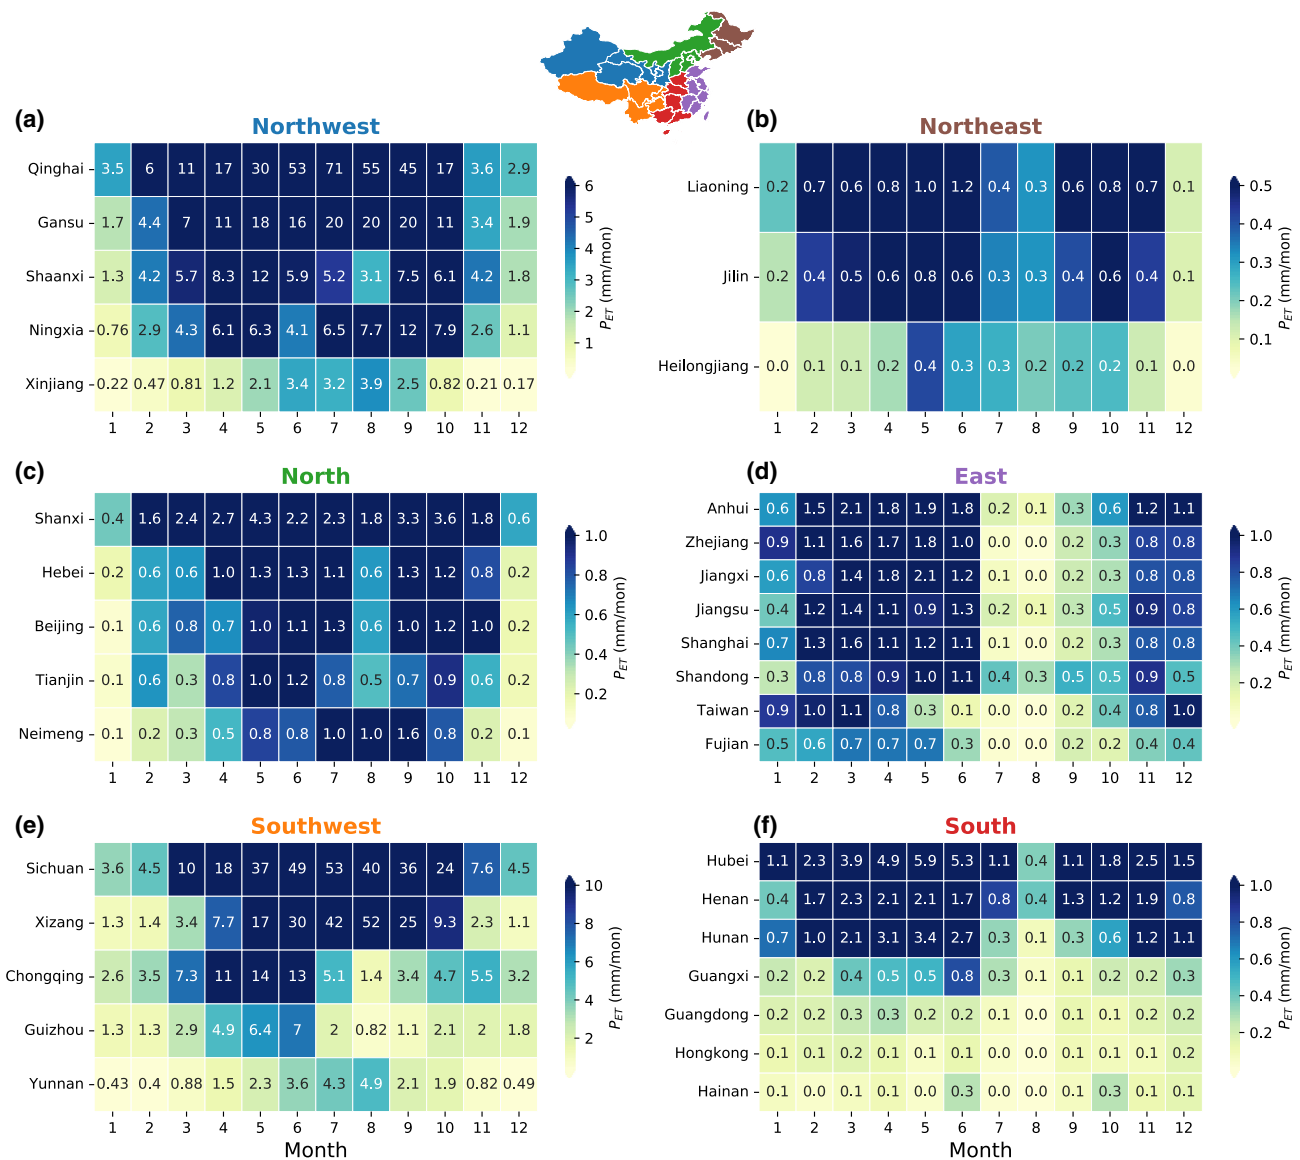 (a)
Northwest
Qinghai 3.5 6 11 17 30 53 71 55 45 17 3.6 2.9
Gansu 1.7 4.4 7 11 18 16 20 20 20 11 3.4 1.9
Shaanxi 1.3 4.2 5.7 8.3 12 5.9 5.2 3.1 7.5 6.1 4.2 1.8
Ningxia 0.76 2.9 4.3 6.1 6.3 4.1 6.5 7.7 12 7.9 2.6 1.1
Xinjiang 0.22 0.47 0.81 1.2 2.1 3.4 3.2 3.9 2.5 0.82 0.21 0.17
1 2 3 4 5 6 7 8 9 10 11 12
6
5
4
3
2
1
P_ET (mm/mon)
(b)
Northeast
Liaoning 0.2 0.7 0.6 0.8 1.0 1.2 0.4 0.3 0.6 0.8 0.7 0.1
Jilin 0.2 0.4 0.5 0.6 0.8 0.6 0.3 0.3 0.4 0.6 0.4 0.1
Heilongjiang 0.0 0.1 0.1 0.2 0.4 0.3 0.3 0.2 0.2 0.2 0.1 0.0
1 2 3 4 5 6 7 8 9 10 11 12
0.5
0.4
0.3
0.2
0.1
P_ET (mm/mon)
(c)
North
Shanxi 0.4 1.6 2.4 2.7 4.3 2.2 2.3 1.8 3.3 3.6 1.8 0.6
Hebei 0.2 0.6 0.6 1.0 1.3 1.3 1.1 0.6 1.3 1.2 0.8 0.2
Beijing 0.1 0.6 0.8 0.7 1.0 1.1 1.3 0.6 1.0 1.2 1.0 0.2
Tianjin 0.1 0.6 0.3 0.8 1.0 1.2 0.8 0.5 0.7 0.9 0.6 0.2
Neimeng 0.1 0.2 0.3 0.5 0.8 0.8 1.0 1.0 1.6 0.8 0.2 0.1
1 2 3 4 5 6 7 8 9 10 11 12
1.0
0.8
0.6
0.4
0.2
P_ET (mm/mon)
(d)
East
Anhui 0.6 1.5 2.1 1.8 1.9 1.8 0.2 0.1 0.3 0.6 1.2 1.1
Zhejiang 0.9 1.1 1.6 1.7 1.8 1.0 0.0 0.0 0.2 0.3 0.8 0.8
Jiangxi 0.6 0.8 1.4 1.8 2.1 1.2 0.1 0.0 0.2 0.3 0.8 0.8
Jiangsu 0.4 1.2 1.4 1.1 0.9 1.3 0.2 0.1 0.3 0.5 0.9 0.8
Shanghai 0.7 1.3 1.6 1.1 1.2 1.1 0.0 0.0 0.2 0.3 0.8 0.8
Shandong 0.3 0.8 0.8 0.9 1.0 1.1 0.4 0.3 0.5 0.5 0.9 0.5
Taiwan 0.9 1.0 1.1 0.8 0.3 0.1 0.0 0.0 0.2 0.4 0.8 1.0
Fujian 0.5 0.6 0.7 0.7 0.7 0.3 0.0 0.0 0.2 0.2 0.4 0.4
1 2 3 4 5 6 7 8 9 10 11 12
1.0
0.8
0.6
0.4
0.2
P_ET (mm/mon)
(e)
Southwest
Sichuan 3.6 4.5 10 18 37 49 53 40 36 24 7.6 4.5
Xizang 1.3 1.4 3.4 7.7 17 30 42 52 25 9.3 2.3 1.1
Chongqing 2.6 3.5 7.3 11 14 13 5.1 1.4 3.4 4.7 5.5 3.2
Guizhou 1.3 1.3 2.9 4.9 6.4 7 2 0.82 1.1 2.1 2 1.8
Yunnan 0.43 0.4 0.88 1.5 2.3 3.6 4.3 4.9 2.1 1.9 0.82 0.49
1 2 3 4 5 6 7 8 9 10 11 12
Month
10
8
6
4
2
P_ET (mm/mon)
(f)
South
Hubei 1.1 2.3 3.9 4.9 5.9 5.3 1.1 0.4 1.1 1.8 2.5 1.5
Henan 0.4 1.7 2.3 2.1 2.1 1.7 0.8 0.4 1.3 1.2 1.9 0.8
Hunan 0.7 1.0 2.1 3.1 3.4 2.7 0.3 0.1 0.3 0.6 1.2 1.1
Guangxi 0.2 0.2 0.4 0.5 0.5 0.8 0.3 0.1 0.1 0.2 0.2 0.3
Guangdong 0.2 0.2 0.3 0.3 0.2 0.2 0.1 0.0 0.1 0.1 0.2 0.2
Hongkong 0.1 0.1 0.2 0.1 0.1 0.1 0.0 0.0 0.1 0.1 0.1 0.2
Hainan 0.1 0.0 0.1 0.1 0.0 0.3 0.0 0.0 0.1 0.3 0.1 0.1
1 2 3 4 5 6 7 8 9 10 11 12
Month
1.0
0.8
0.6
0.4
0.2
P_ET (mm/mon)